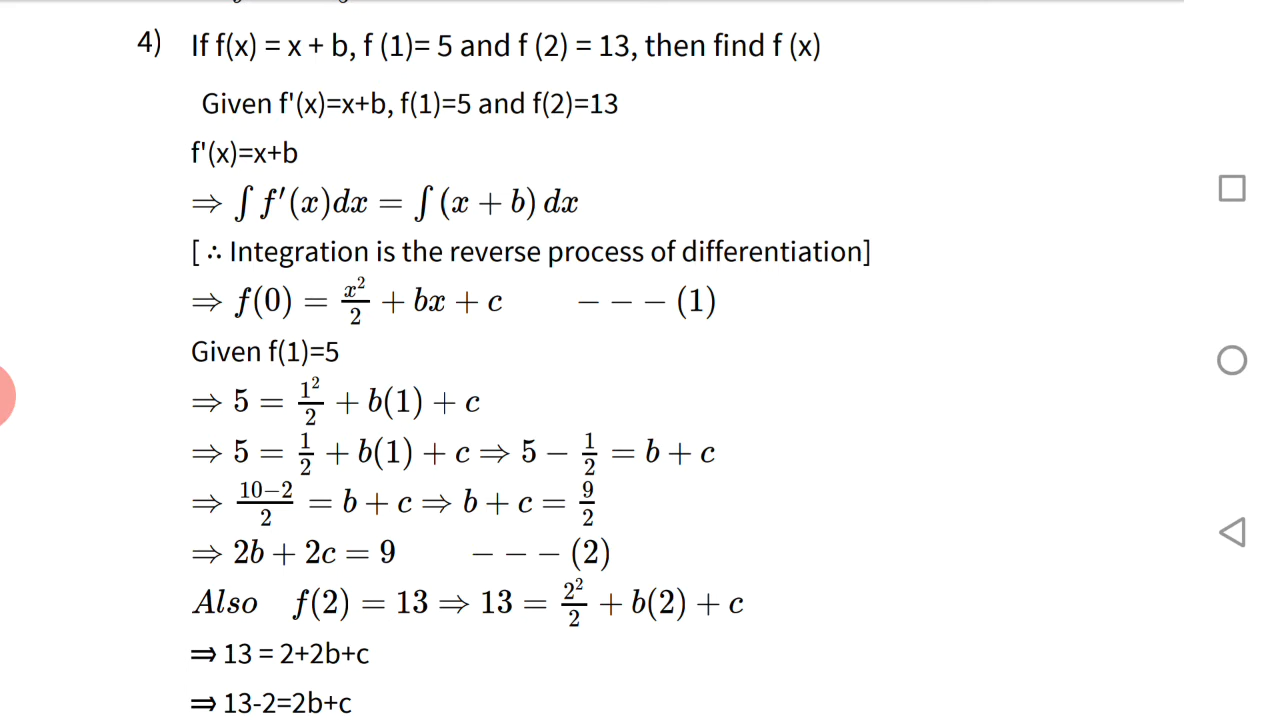 4) If f(x) = x + b, f (1)= 5 and f (2) = 13, then find f (x)
Given f'(x)=x+b, f(1)=5 and f(2)=13
f'(x)=x+b
⇒ ∫ f′(x)dx = ∫ (x + b) dx
[ ∴ Integration is the reverse process of differentiation]
⇒ f(0) = x²/2 + bx + c − − − (1)
Given f(1)=5
⇒ 5 = 1²/2 + b(1) + c
⇒ 5 = 1/2 + b(1) + c ⇒ 5 − 1/2 = b + c
⇒ 10−2/2 = b + c ⇒ b + c = 9/2
⇒ 2b + 2c = 9 − − − (2)
Also f(2) = 13 ⇒ 13 = 2²/2 + b(2) + c
⇒ 13 = 2+2b+c
⇒ 13-2=2b+c